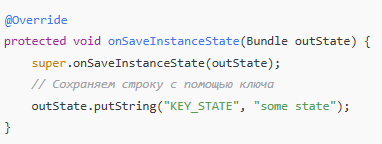 @Override
protected void onSaveInstanceState(Bundle outState) {
    super.onSaveInstanceState(outState);
    // Сохраняем строку с помощью ключа
    outState.putString("KEY_STATE", "some state");
}